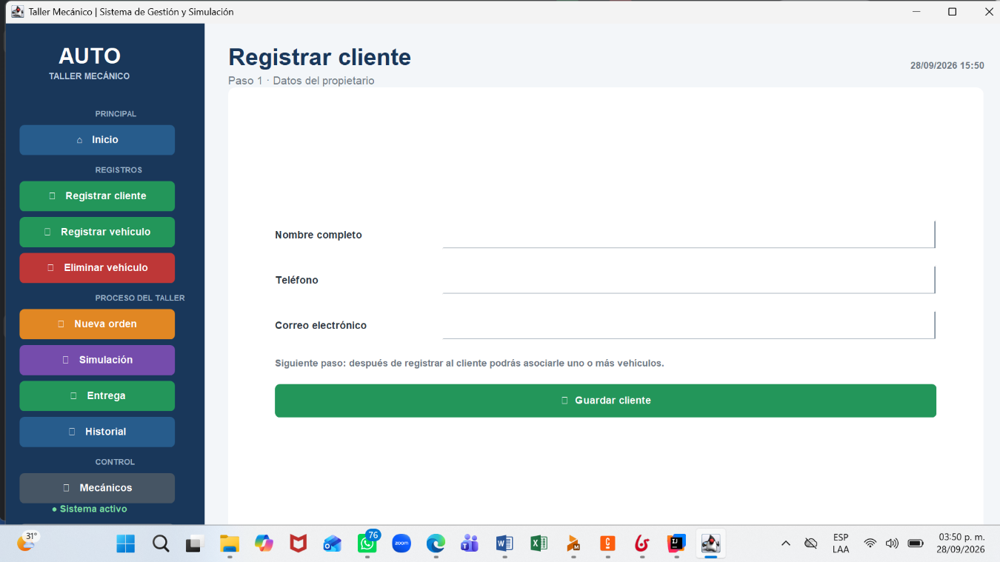 Taller Mecánico | Sistema de Gestión y Simulación
AUTO
TALLER MECÁNICO
PRINCIPAL
⌂ Inicio
REGISTROS
Registrar cliente
Registrar vehículo
Eliminar vehículo
PROCESO DEL TALLER
Nueva orden
Simulación
Entrega
Historial
CONTROL
Mecánicos
● Sistema activo
Registrar cliente
Paso 1 · Datos del propietario
28/09/2026 15:50
Nombre completo
Teléfono
Correo electrónico
Siguiente paso: después de registrar al cliente podrás asociarle uno o más vehículos.
Guardar cliente
31°
76
zoom
ESP
LAA
03:50 p. m.
28/09/2026